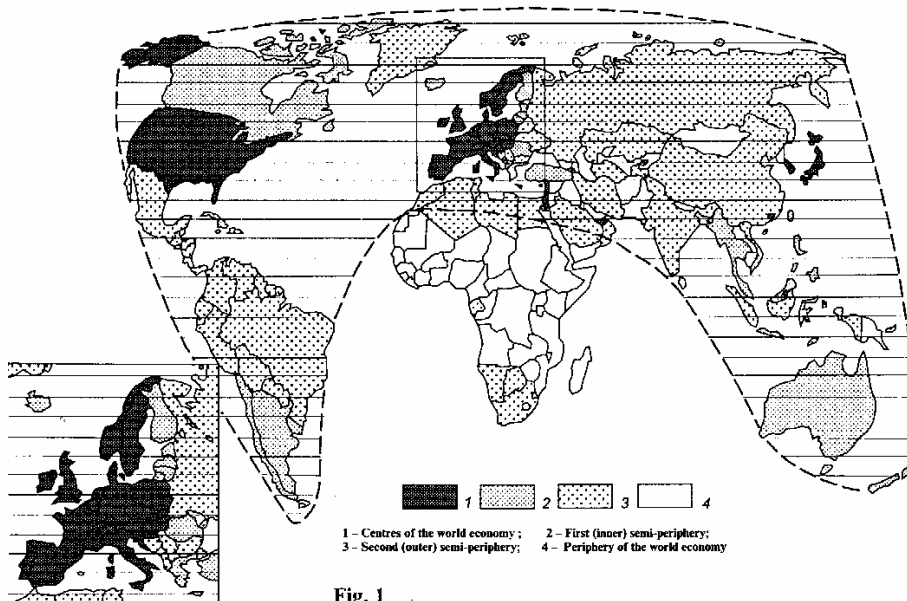 1 2 3 4
1 – Centres of the world economy ; 2 – First (inner) semi-periphery;
3 – Second (outer) semi-periphery; 4 – Periphery of the world economy
Fig. 1